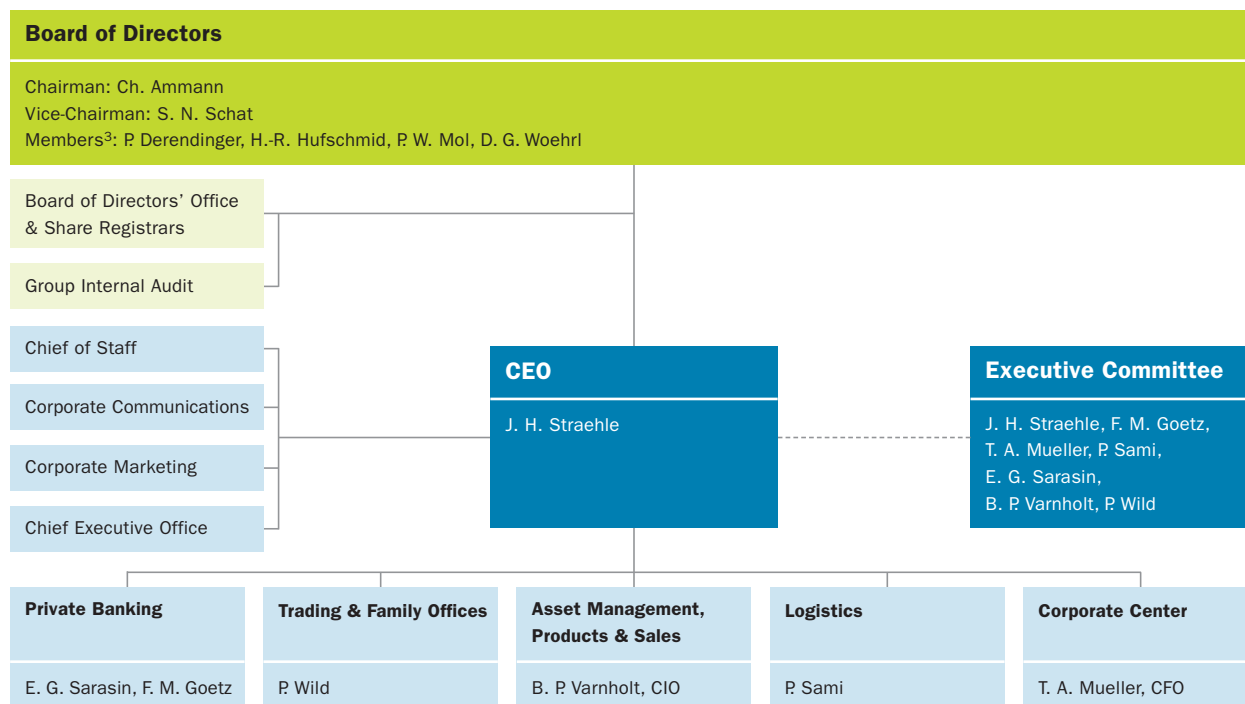 Board of Directors
Chairman: Ch. Ammann
Vice-Chairman: S. N. Schat
Members³: P. Derendinger, H.-R. Hufschmid, P. W. Mol, D. G. Woehrl
Board of Directors’ Office
& Share Registrars
Group Internal Audit
Chief of Staff
Corporate Communications
Corporate Marketing
Chief Executive Office
CEO
J. H. Straehle
Executive Committee
J. H. Straehle, F. M. Goetz,
T. A. Mueller, P. Sami,
E. G. Sarasin,
B. P. Varnholt, P. Wild
Private Banking
E. G. Sarasin, F. M. Goetz
Trading & Family Offices
P. Wild
Asset Management,
Products & Sales
B. P. Varnholt, CIO
Logistics
P. Sami
Corporate Center
T. A. Mueller, CFO